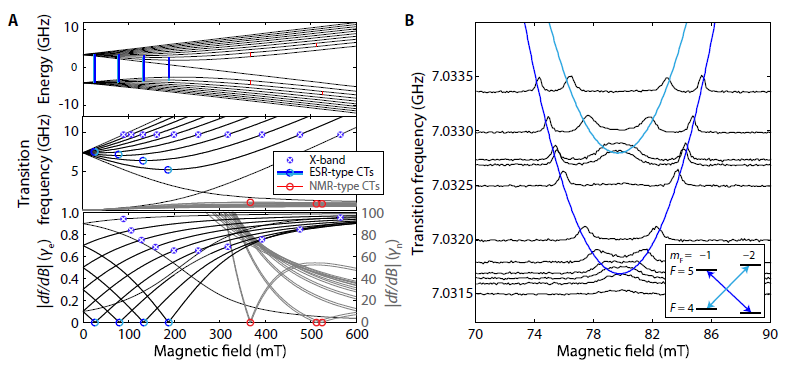 A
Energy (GHz)
10
0
-10
Transition
frequency (GHz)
10
5
X-band
ESR-type CTs
NMR-type CTs
|df/dB| (γe)
1.0
0.8
0.6
0.4
0.2
0
100
80
60
40
20
0
|df/dB| (γn)
0 100 200 300 400 500 600
Magnetic field (mT)
B
Transition frequency (GHz)
7.0335
7.0330
7.0325
7.0320
7.0315
mF = −1 −2
F = 5
F = 4
70 74 78 82 86 90
Magnetic field (mT)